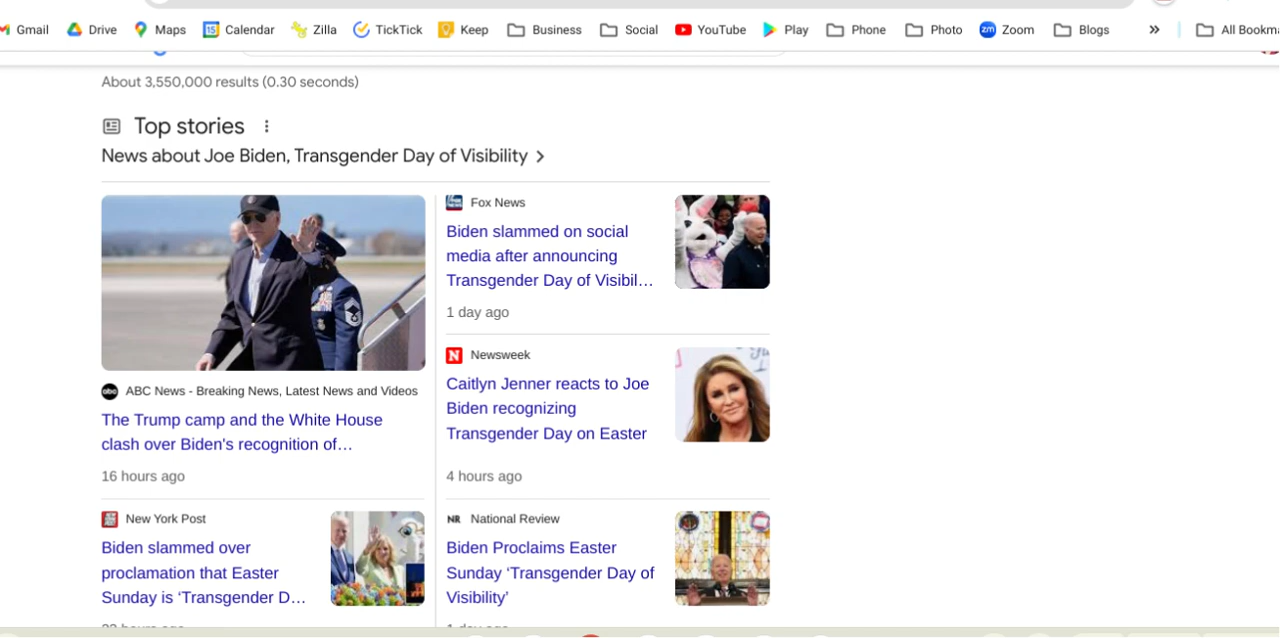 Gmail Drive Maps Calendar Zilla TickTick Keep Business Social YouTube Play Phone Photo Zoom Blogs » All Bookma
About 3,550,000 results (0.30 seconds)
Top stories
News about Joe Biden, Transgender Day of Visibility
ABC News - Breaking News, Latest News and Videos
The Trump camp and the White House
clash over Biden's recognition of…
16 hours ago
New York Post
Biden slammed over
proclamation that Easter
Sunday is ‘Transgender D…
Fox News
Biden slammed on social
media after announcing
Transgender Day of Visibil…
1 day ago
Newsweek
Caitlyn Jenner reacts to Joe
Biden recognizing
Transgender Day on Easter
4 hours ago
NR National Review
Biden Proclaims Easter
Sunday ‘Transgender Day of
Visibility’
1 day ago